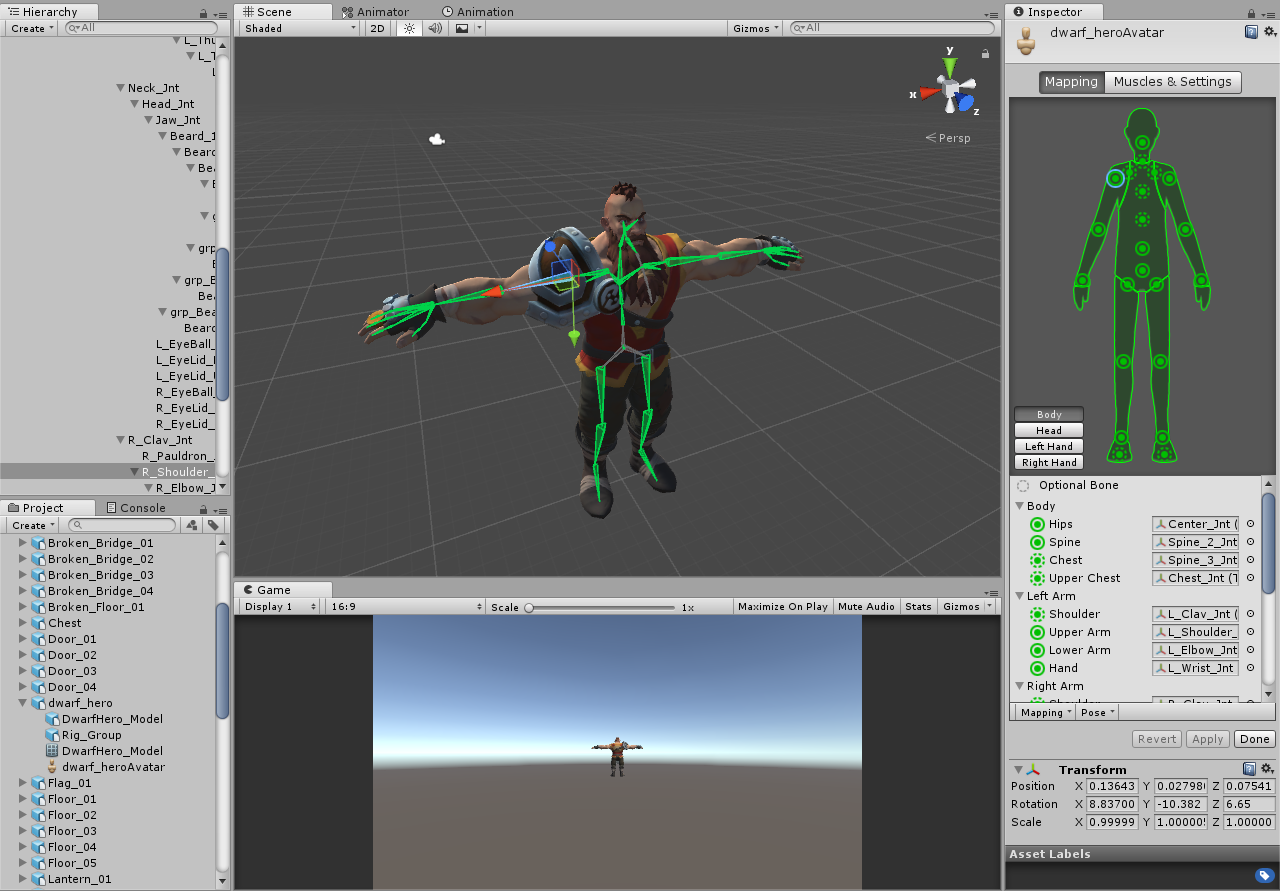 Hierarchy
Create
All
L_Thu
L_T
L
Neck_Jnt
Head_Jnt
Jaw_Jnt
Beard_1
Beard
Bea
grp
grp_B
Bea
grp_Bea
Beard
L_EyeBall_
L_EyeLid_
L_EyeLid_
R_EyeBall_
R_EyeLid_
R_EyeLid_
R_Clav_Jnt
R_Pauldron_
R_Shoulder_
R_Elbow_J
Project
Console
Create
Broken_Bridge_01
Broken_Bridge_02
Broken_Bridge_03
Broken_Bridge_04
Broken_Floor_01
Chest
Door_01
Door_02
Door_03
Door_04
dwarf_hero
DwarfHero_Model
Rig_Group
DwarfHero_Model
dwarf_heroAvatar
Flag_01
Floor_01
Floor_02
Floor_03
Floor_04
Floor_05
Lantern_01
Scene
Animator
Animation
Shaded
2D
Gizmos
All
y
x
z
Persp
Game
Display 1
16:9
Scale
1x
Maximize On Play
Mute Audio
Stats
Gizmos
Inspector
dwarf_heroAvatar
Mapping
Muscles & Settings
Body
Head
Left Hand
Right Hand
Optional Bone
Body
Hips Center_Jnt (
Spine Spine_2_Jnt
Chest Spine_3_Jnt
Upper Chest Chest_Jnt (T
Left Arm
Shoulder L_Clav_Jnt (
Upper Arm L_Shoulder_
Lower Arm L_Elbow_Jnt
Hand L_Wrist_Jnt
Right Arm
Shoulder R_Clav_Jnt
Mapping
Pose
Revert
Apply
Done
Transform
Position X 0.13643 Y 0.02798 Z 0.07541
Rotation X 8.83700 Y -10.382 Z 6.65
Scale X 0.99999 Y 1.00000 Z 1.00000
Asset Labels